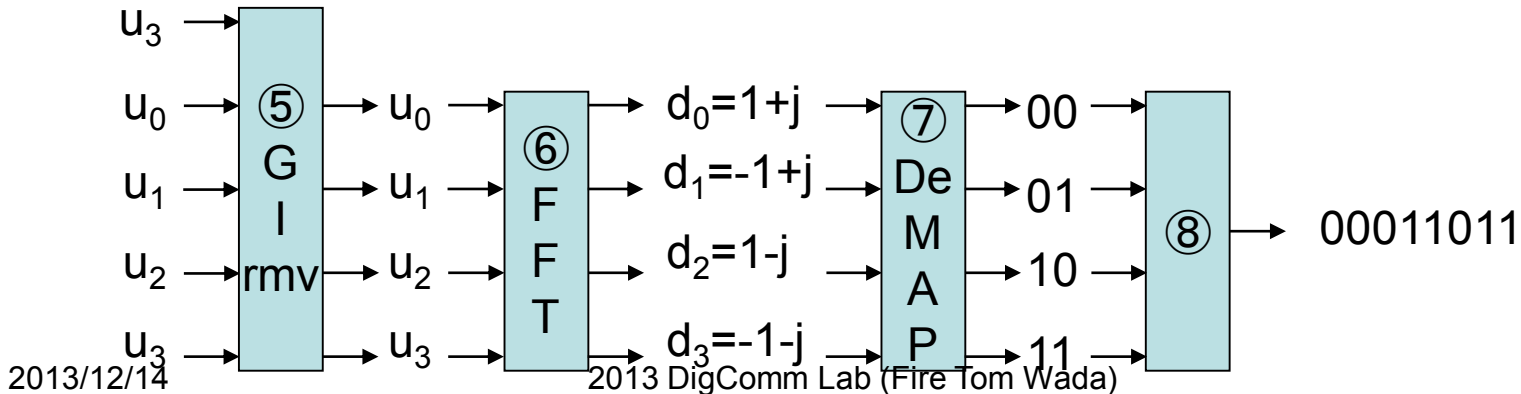 u3
u0 ⑤ u0 d0=1+j ⑦ 00
G ⑥
u1 I u1 F d1=-1+j De 01
F M ⑧ 00011011
u2 rmv u2 F d2=1-j A 10
T P
u3 u3 d3=-1-j 11
2013/12/14 2013 DigComm Lab (Fire Tom Wada)